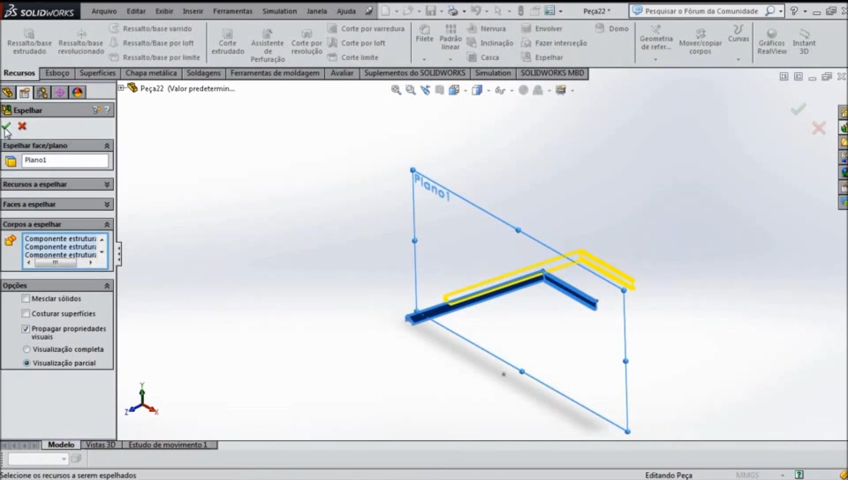 SOLIDWORKS
Arquivo Editar Exibir Inserir Ferramentas Simulation Janela Ajuda
Peça22 *
Pesquisar o Fórum da Comunidade
Ressalto/base extrudado
Ressalto/base revolucionado
Ressalto/base varrido
Ressalto/base por loft
Ressalto/base por limite
Corte extrudado
Assistente de Perfuração
Corte por revolução
Corte por varredura
Corte por loft
Corte limite
Filete
Padrão linear
Nervura
Inclinação
Casca
Envolver
Fazer interseção
Espelhar
Domo
Geometria de refer...
Mover/copiar corpos
Curvas
Gráficos RealView
Instant 3D
Recursos Esboço Superfícies Chapa metálica Soldagens Ferramentas de moldagem Avaliar Suplementos do SOLIDWORKS Simulation SOLIDWORKS MBD
Peça22 (Valor predetermin...
Espelhar
Espelhar face/plano
Plano1
Recursos a espelhar
Faces a espelhar
Corpos a espelhar
Componente estrutura
Componente estrutura
Componente estrutura
Opções
Mesclar sólidos
Costurar superfícies
Propagar propriedades
visuais
Visualização completa
Visualização parcial
Plano1
Y
Z
X
Modelo Vistas 3D Estudo de movimento 1
Selecione os recursos a serem espelhados
Editando Peça
MMGS